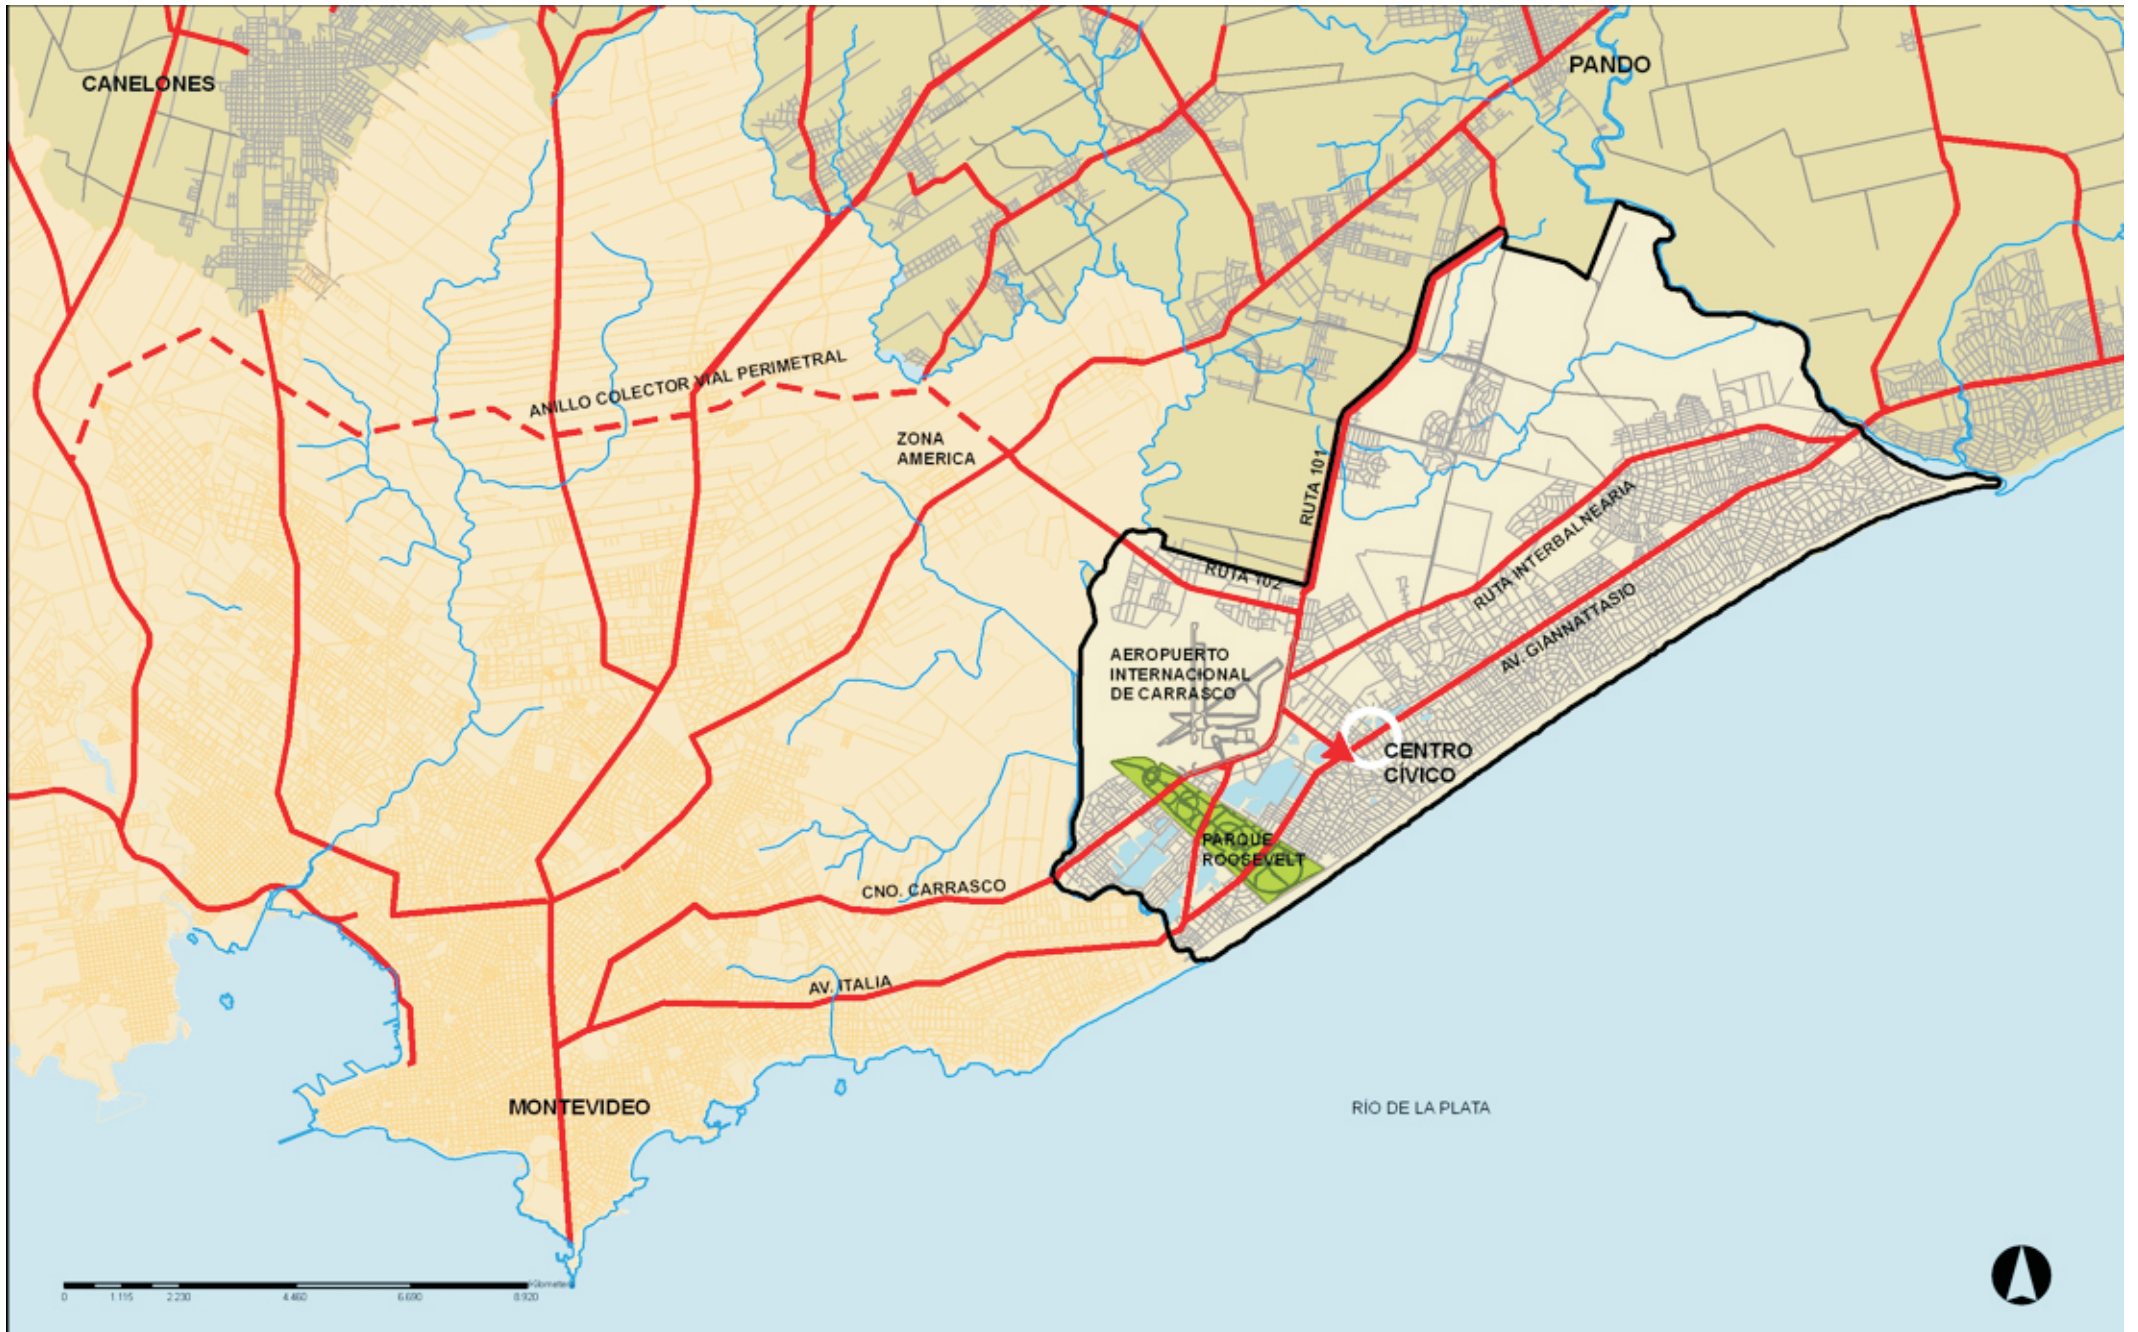 CANELONES
PANDO
ANILLO COLECTOR VIAL PERIMETRAL
ZONA
AMERICA
RUTA 101
RUTA 102
RUTA INTERBALNEARIA
AV. GIANNATTASIO
AEROPUERTO
INTERNACIONAL
DE CARRASCO
CENTRO
CÍVICO
PARQUE
ROOSEVELT
CNO. CARRASCO
AV. ITALIA
MONTEVIDEO
RÍO DE LA PLATA
Kilometers
0 1.115 2.230 4.460 6.690 8.920